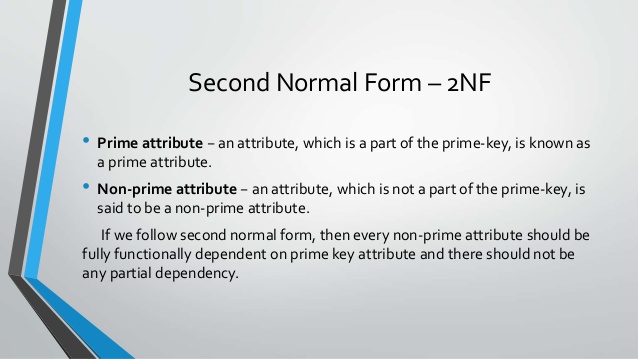 Second Normal Form – 2NF
• Prime attribute – an attribute, which is a part of the prime-key, is known as
a prime attribute.
• Non-prime attribute – an attribute, which is not a part of the prime-key, is
said to be a non-prime attribute.
If we follow second normal form, then every non-prime attribute should be
fully functionally dependent on prime key attribute and there should not be
any partial dependency.